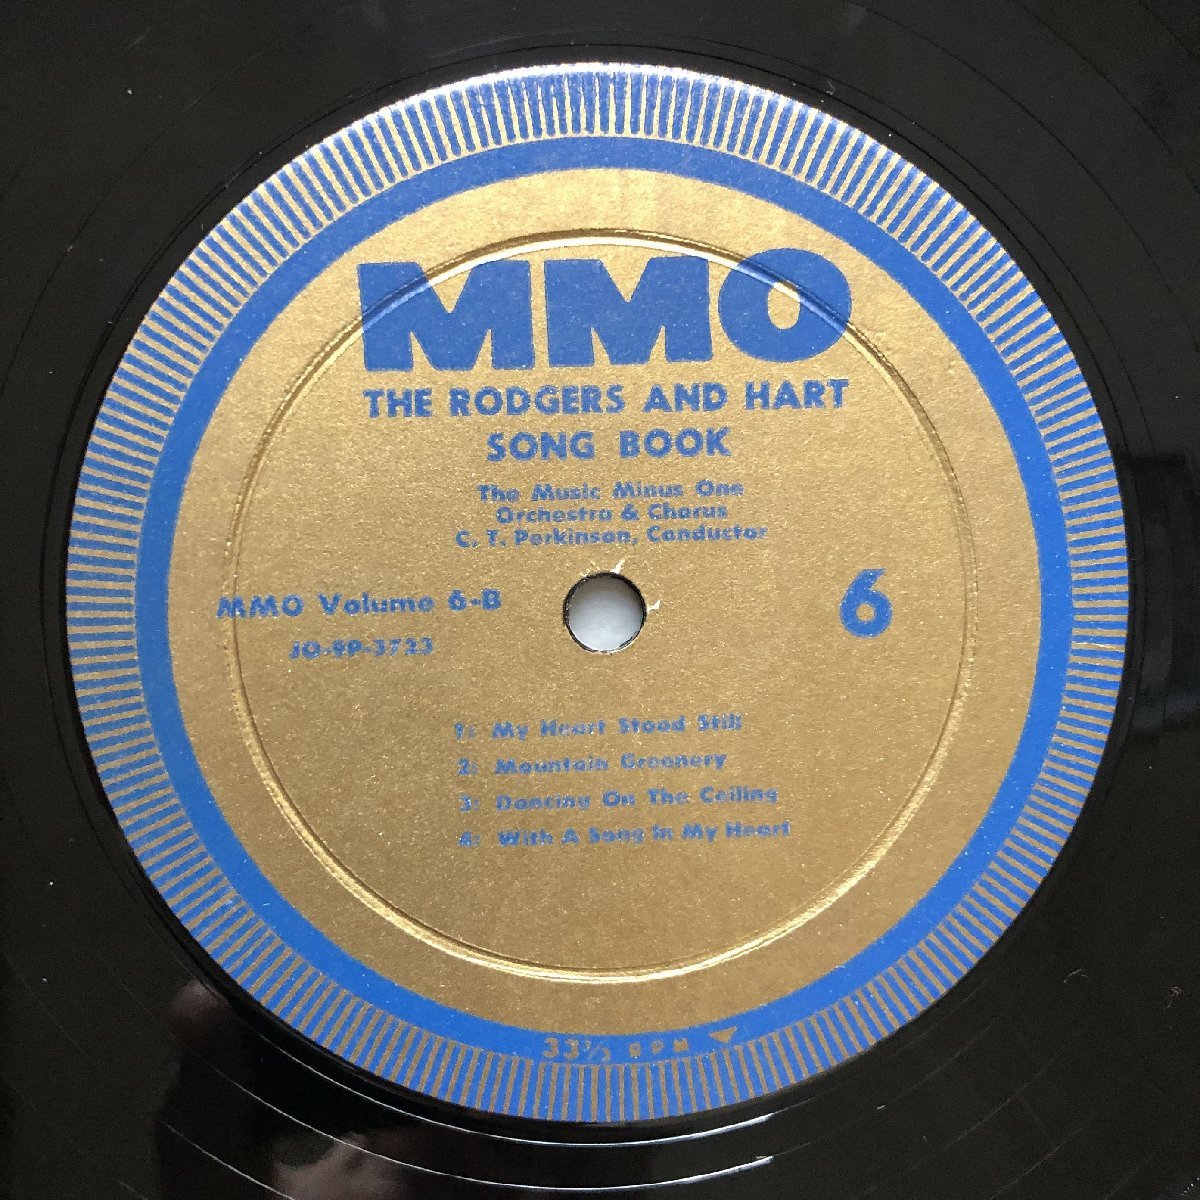 MMO
THE RODGERS AND HART
SONG BOOK
The Music Minus One
Orchestra & Chorus
C. T. Perkinson, Conductor
MMO Volume 6-B
6
JO-9P-3723
1: My Heart Stood Still
2: Mountain Greenery
3: Dancing On The Ceiling
4: With A Song In My Heart
33⅓ RPM